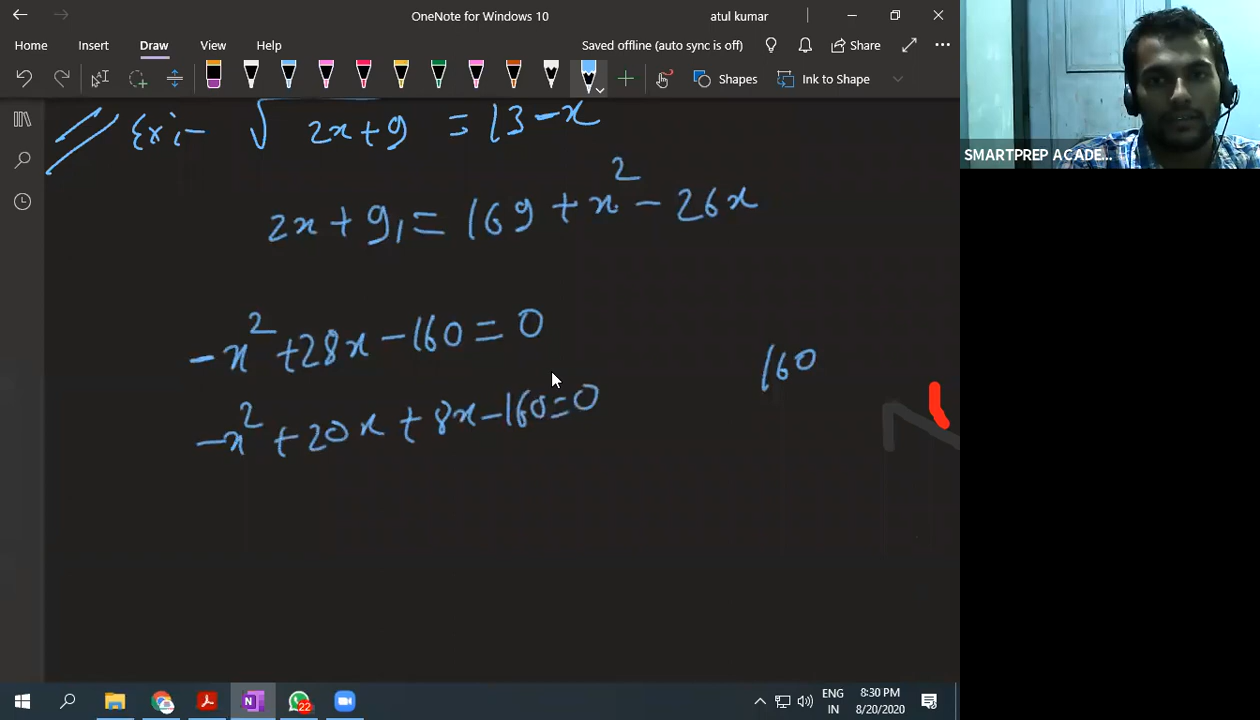 OneNote for Windows 10
atul kumar
Home Insert Draw View Help
Saved offline (auto sync is off)
Share
Shapes
Ink to Shape
Ex:- √2x+9 = 13-x
2x+9 = 169+x²-26x
-x²+28x-160=0
160
-x²+20x+8x-160=0
SMARTPREP ACADE...
N
22
ENG
IN
8:30 PM
8/20/2020